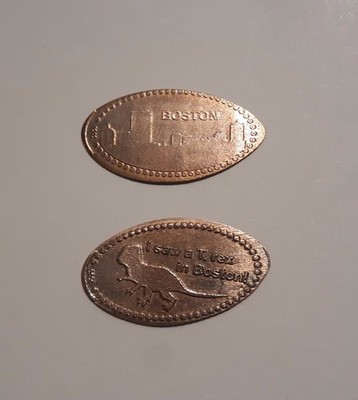 BOSTON
I saw a T. rex
in Boston!